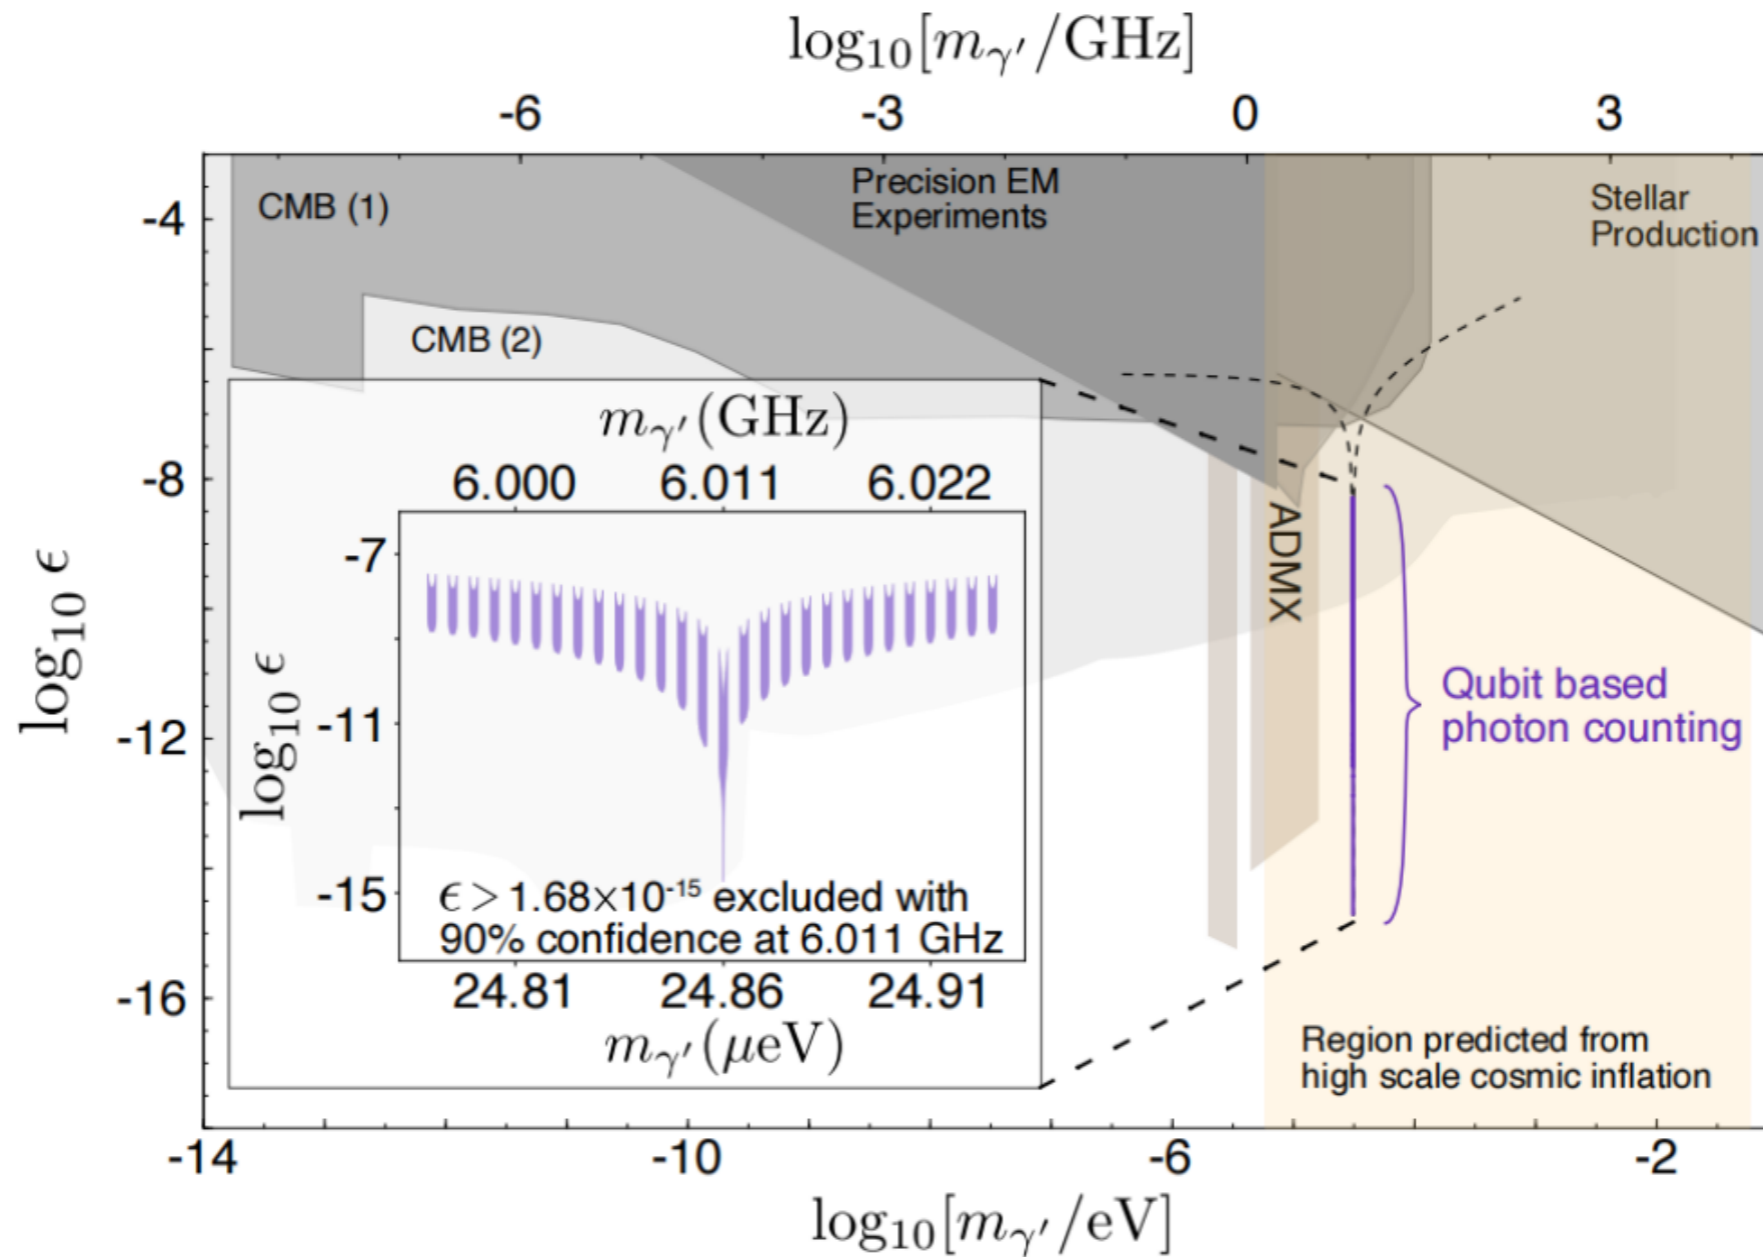 log₁₀[mγ′/GHz]
-6 -3 0 3
-4
-8
-12
-16
log₁₀ ϵ
CMB (1)
Precision EM
Experiments
Stellar
Production
CMB (2)
ADMX
Qubit based
photon counting
Region predicted from
high scale cosmic inflation
mγ′(GHz)
6.000 6.011 6.022
-7
-11
-15
log₁₀ ϵ
ϵ > 1.68×10⁻¹⁵ excluded with
90% confidence at 6.011 GHz
24.81 24.86 24.91
mγ′(μeV)
-14 -10 -6 -2
log₁₀[mγ′/eV]